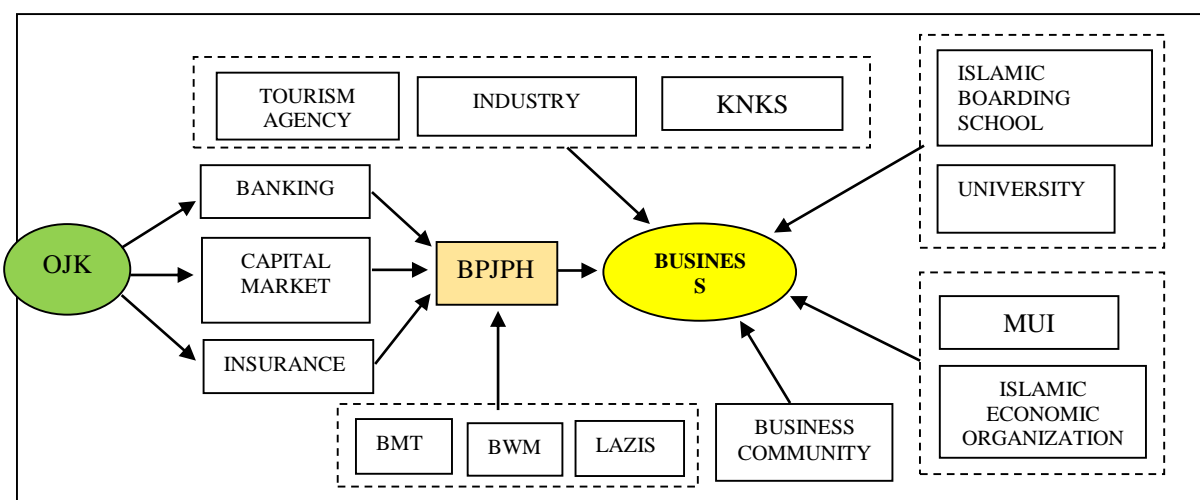 TOURISM
AGENCY
INDUSTRY
KNKS
ISLAMIC
BOARDING
SCHOOL
UNIVERSITY
BANKING
OJK
CAPITAL
MARKET
BPJPH
BUSINES
S
INSURANCE
MUI
ISLAMIC
ECONOMIC
ORGANIZATION
BMT
BWM
LAZIS
BUSINESS
COMMUNITY